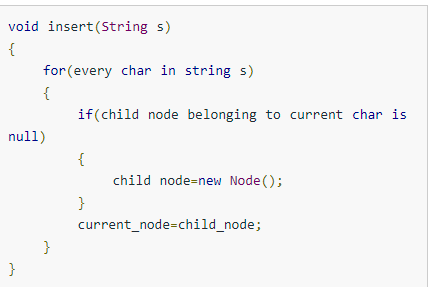 void insert(String s)
{
for(every char in string s)
{
if(child node belonging to current char is
null)
{
child node=new Node();
}
current_node=child_node;
}
}